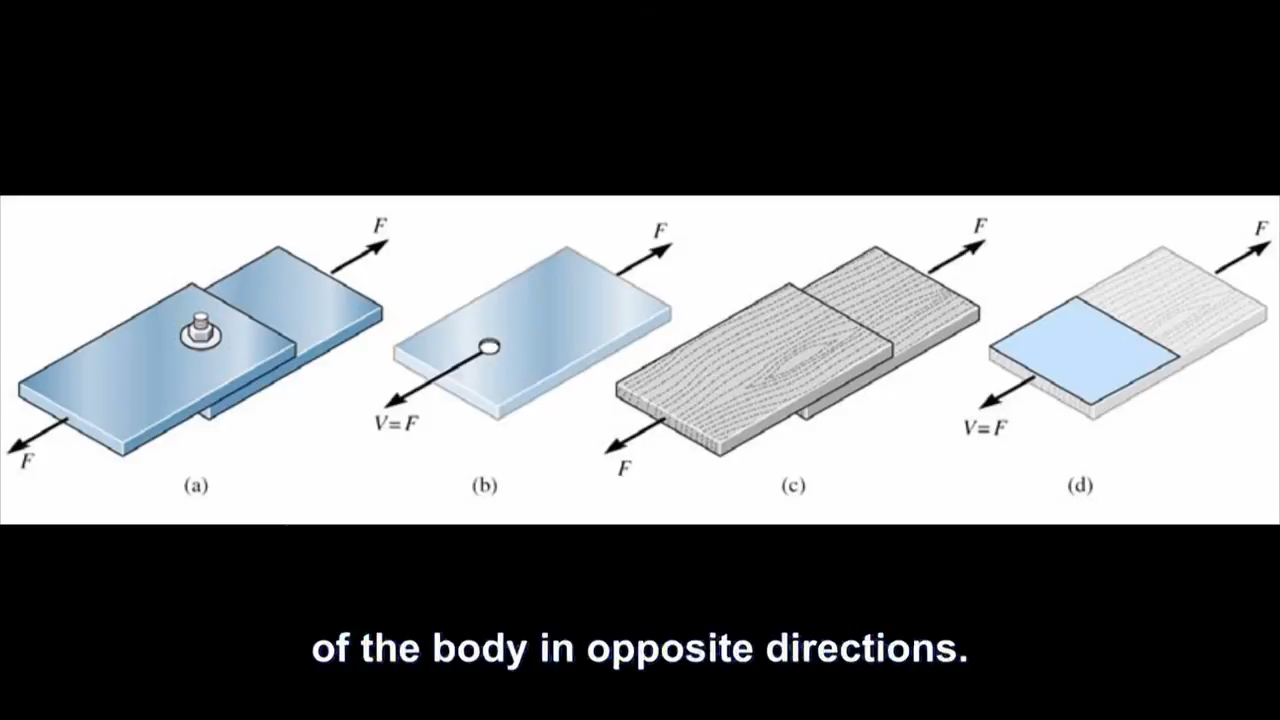 F
F
F
F
F
V=F
F
V=F
F
(a)
(b)
(c)
(d)
of the body in opposite directions.